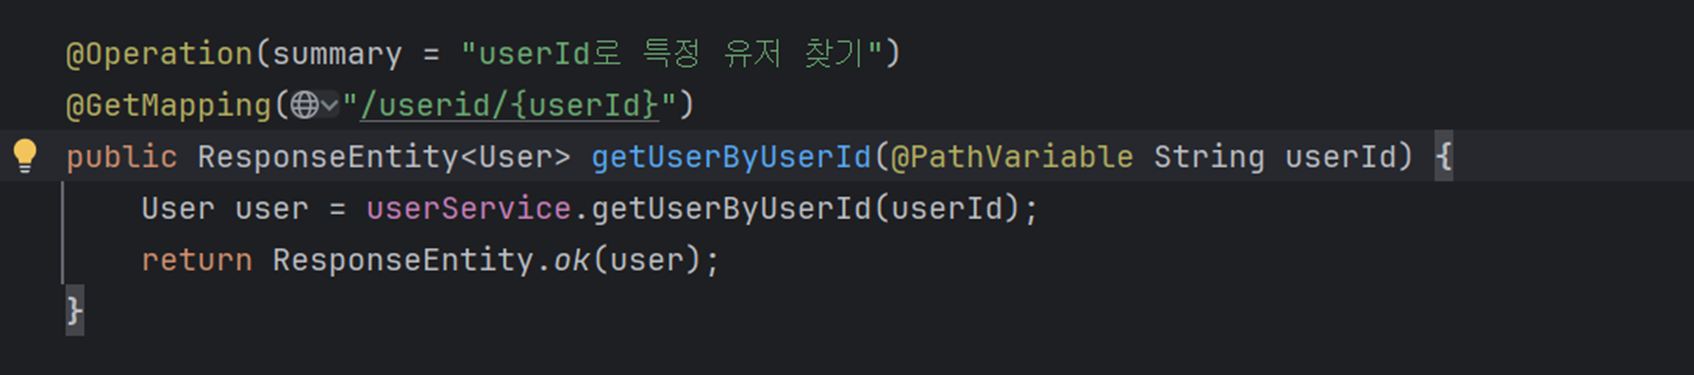 @Operation(summary = "userId로 특정 유저 찾기")
@GetMapping("/userid/{userId}")
public ResponseEntity<User> getUserByUserId(@PathVariable String userId) {
User user = userService.getUserByUserId(userId);
return ResponseEntity.ok(user);
}